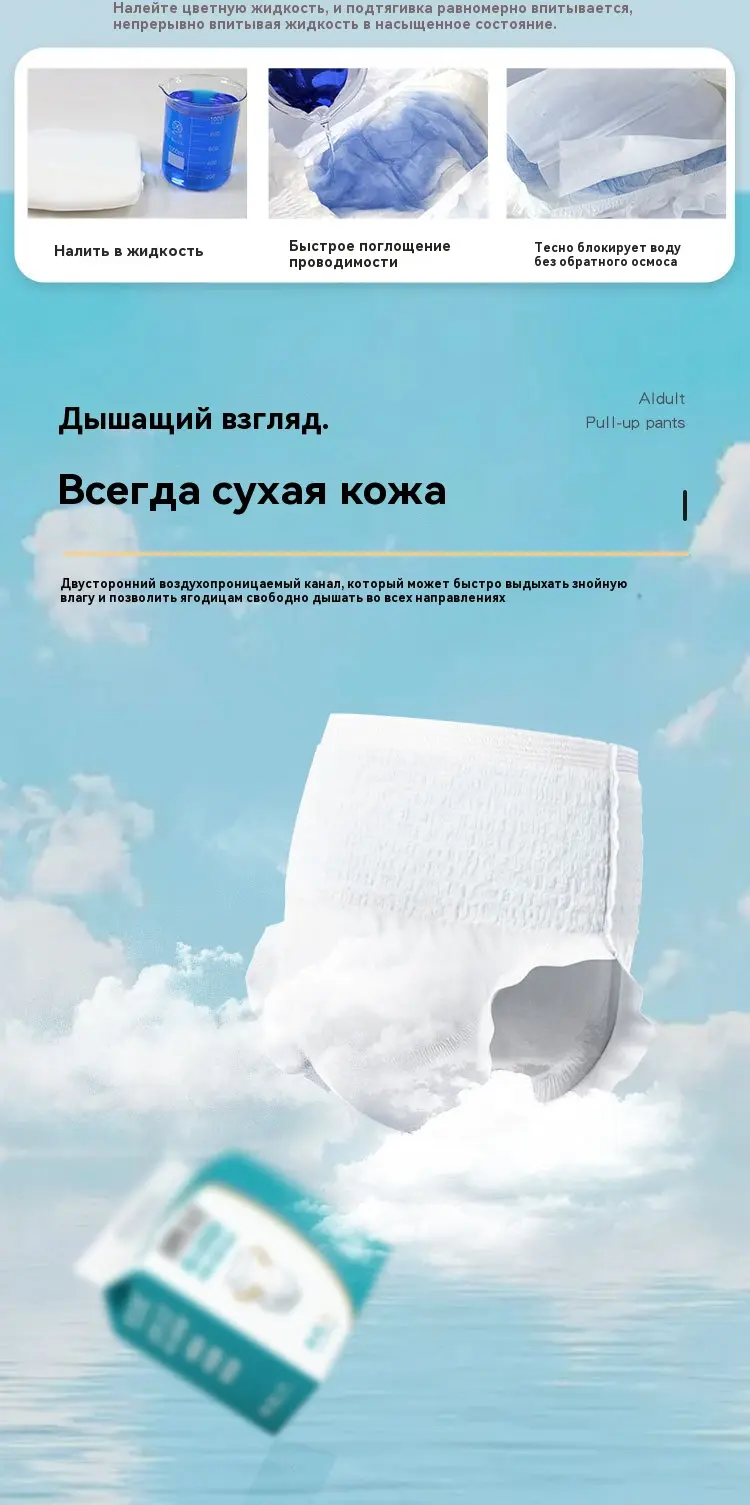 Налейте цветную жидкость, и подтягивка равномерно впитывается,
непрерывно впитывая жидкость в насыщенное состояние.
Налить в жидкость
Быстрое поглощение
проводимости
Тесно блокирует воду
без обратного осмоса
Дышащий взгляд.
Aldult
Pull-up pants
Всегда сухая кожа
Двусторонний воздухопроницаемый канал, который может быстро выдыхать знойную
влагу и позволить ягодицам свободно дышать во всех направлениях